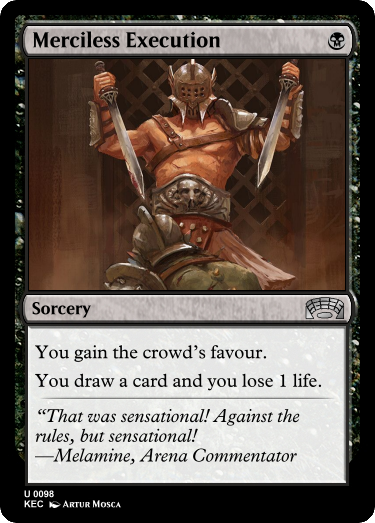 Merciless Execution
Sorcery
You gain the crowd's favour.
You draw a card and you lose 1 life.
“That was sensational! Against the
rules, but sensational!
—Melamine, Arena Commentator
U 0098
KEC Artur Mosca